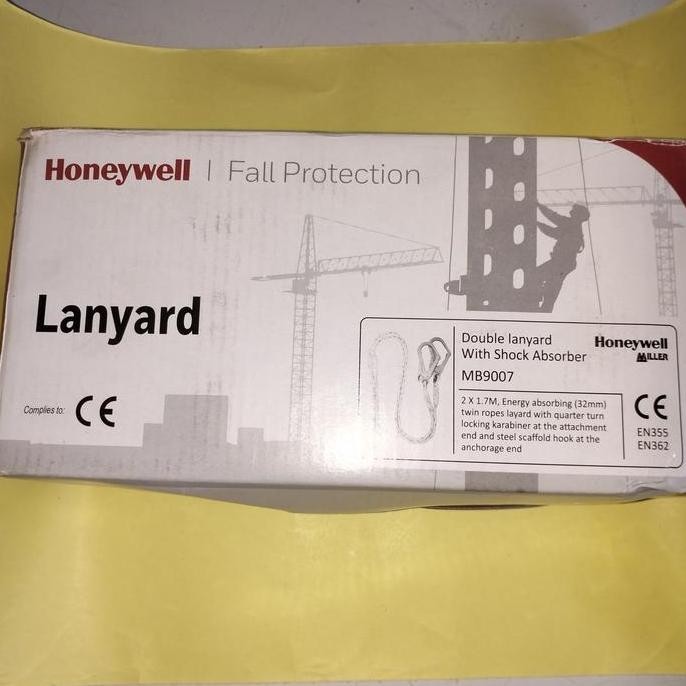 Honeywell | Fall Protection
Lanyard
Complies to: CE
Double lanyard
With Shock Absorber
MB9007
Honeywell
MILLER
2 X 1.7M, Energy absorbing (32mm)
twin ropes layard with quarter turn
locking karabiner at the attachment
end and steel scaffold hook at the
anchorage end
CE
EN355
EN362